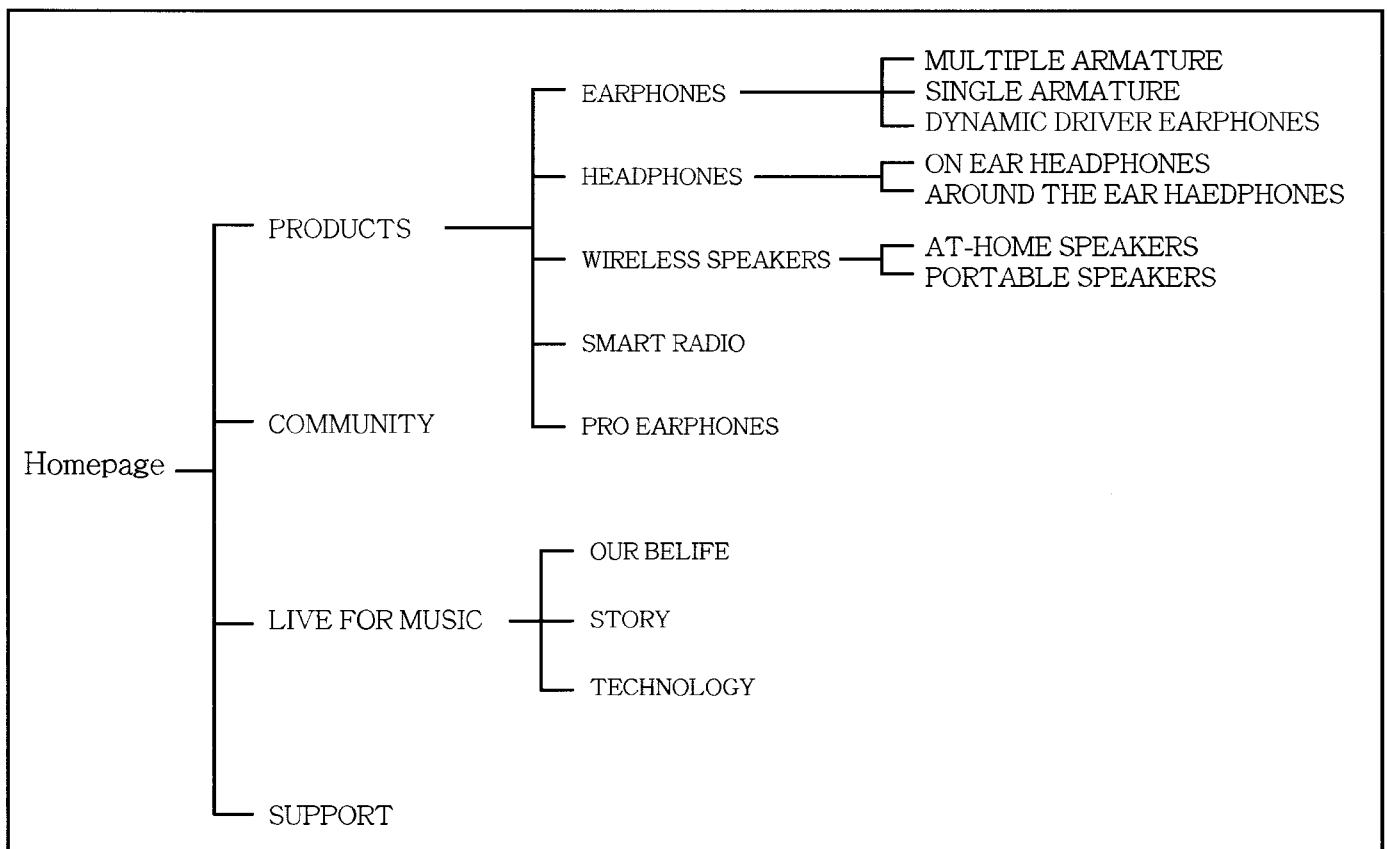 Homepage
PRODUCTS
EARPHONES
MULTIPLE ARMATURE
SINGLE ARMATURE
DYNAMIC DRIVER EARPHONES
HEADPHONES
ON EAR HEADPHONES
AROUND THE EAR HAEDPHONES
WIRELESS SPEAKERS
AT-HOME SPEAKERS
PORTABLE SPEAKERS
SMART RADIO
PRO EARPHONES
COMMUNITY
LIVE FOR MUSIC
OUR BELIFE
STORY
TECHNOLOGY
SUPPORT